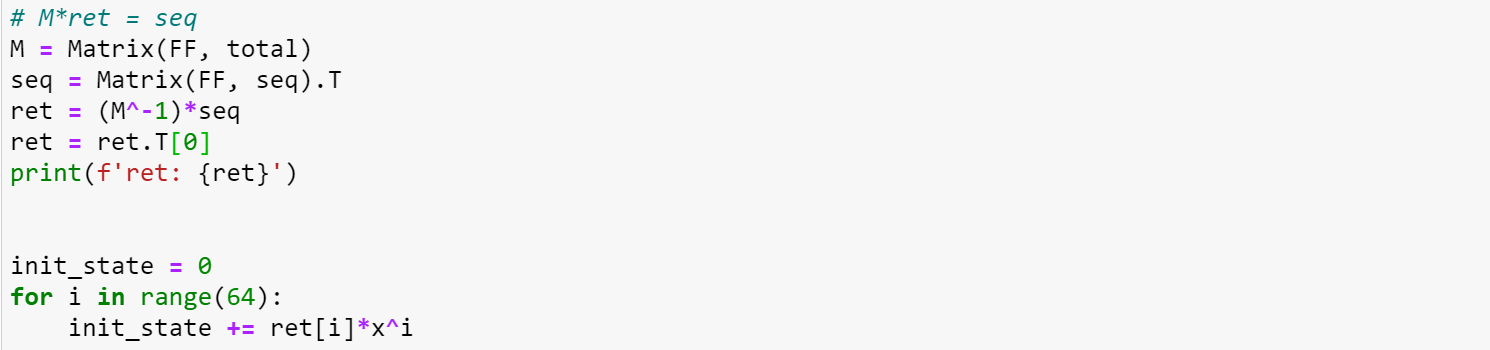 # M*ret = seq
M = Matrix(FF, total)
seq = Matrix(FF, seq).T
ret = (M^-1)*seq
ret = ret.T[0]
print(f'ret: {ret}')
init_state = 0
for i in range(64):
    init_state += ret[i]*x^i